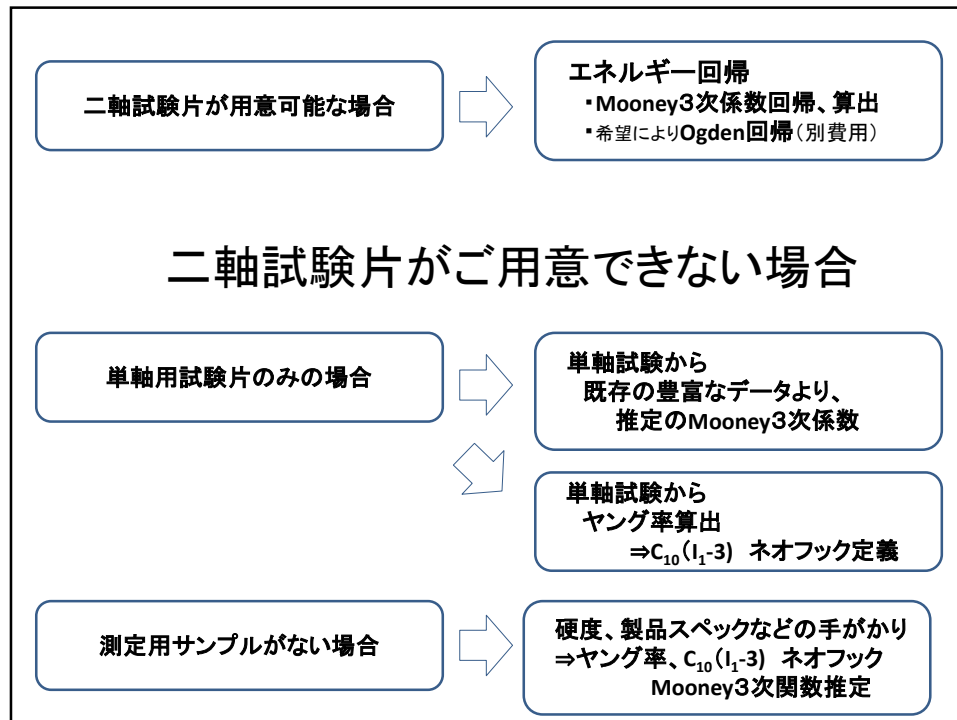 二軸試験片が用意可能な場合
エネルギー回帰
・Mooney3次係数回帰、算出
・希望によりOgden回帰(別費用)
二軸試験片がご用意できない場合
単軸用試験片のみの場合
単軸試験から
既存の豊富なデータより、
推定のMooney3次係数
単軸試験から
ヤング率算出
⇒C₁₀(I₁-3) ネオフック定義
測定用サンプルがない場合
硬度、製品スペックなどの手がかり
⇒ヤング率、C₁₀(I₁-3) ネオフック
Mooney3次関数推定